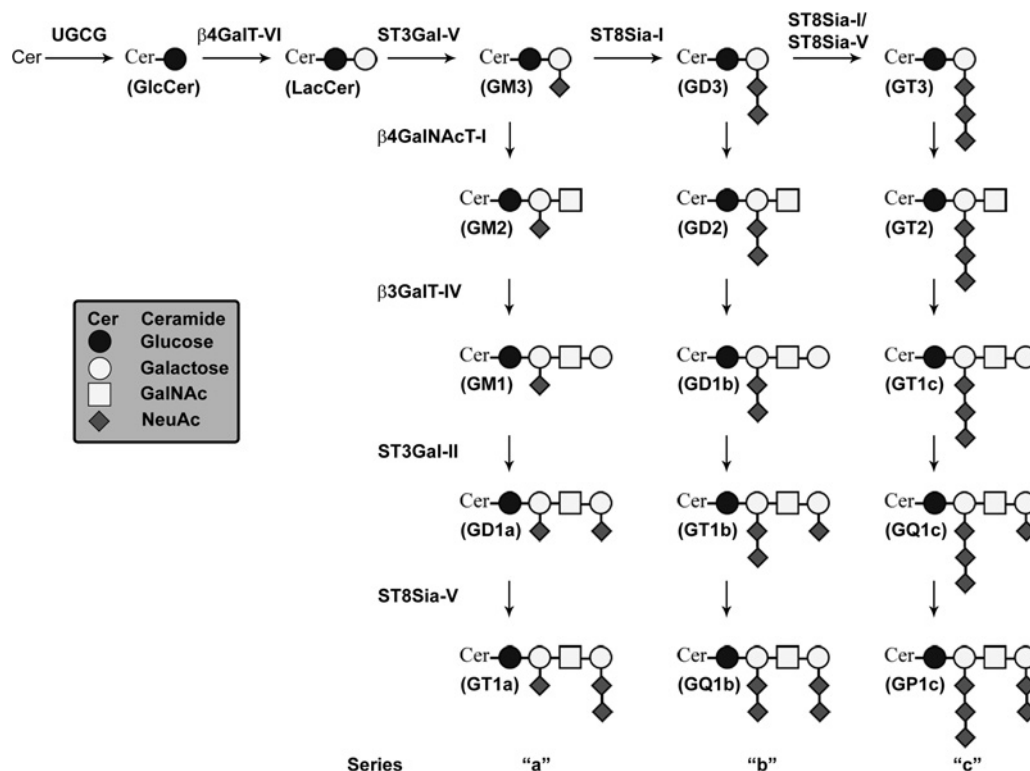 UGCG β4GalT-VI ST3Gal-V ST8Sia-I ST8Sia-I/
ST8Sia-V
Cer Cer Cer Cer Cer Cer
(GlcCer) (LacCer) (GM3) (GD3) (GT3)
β4GalNAcT-I
Cer Cer Cer
(GM2) (GD2) (GT2)
β3GalT-IV
Cer Ceramide
Glucose
Galactose
GalNAc
NeuAc
Cer Cer Cer
(GM1) (GD1b) (GT1c)
ST3Gal-II
Cer Cer Cer
(GD1a) (GT1b) (GQ1c)
ST8Sia-V
Cer Cer Cer
(GT1a) (GQ1b) (GP1c)
Series “a” “b” “c”